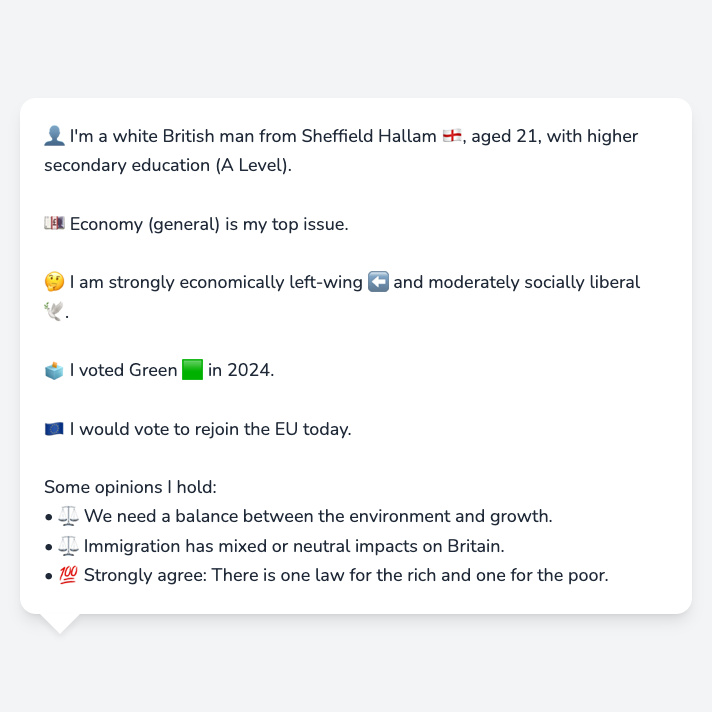 👤 I'm a white British man from Sheffield Hallam 🏴󠁧󠁢󠁥󠁮󠁧󠁿, aged 21, with higher
secondary education (A Level).
💷 Economy (general) is my top issue.
🤔 I am strongly economically left-wing ⬅️ and moderately socially liberal
🕊️.
🗳️ I voted Green 🟩 in 2024.
🇪🇺 I would vote to rejoin the EU today.
Some opinions I hold:
• ⚖️ We need a balance between the environment and growth.
• ⚖️ Immigration has mixed or neutral impacts on Britain.
• 💯 Strongly agree: There is one law for the rich and one for the poor.